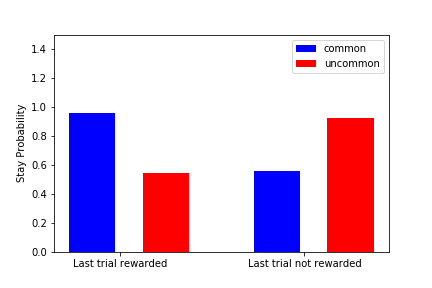 1.4
1.2
1.0
0.8
0.6
0.4
0.2
0.0
Stay Probability
common
uncommon
Last trial rewarded
Last trial not rewarded